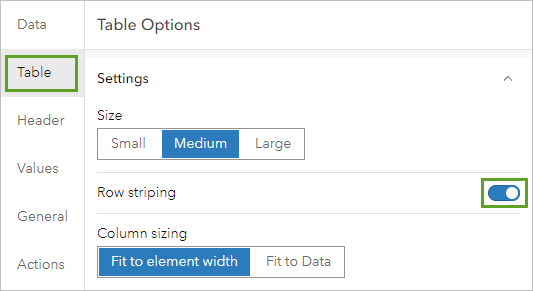 Data
Table
Header
Values
General
Actions
Table Options
Settings
Size
Small Medium Large
Row striping
Column sizing
Fit to element width Fit to Data